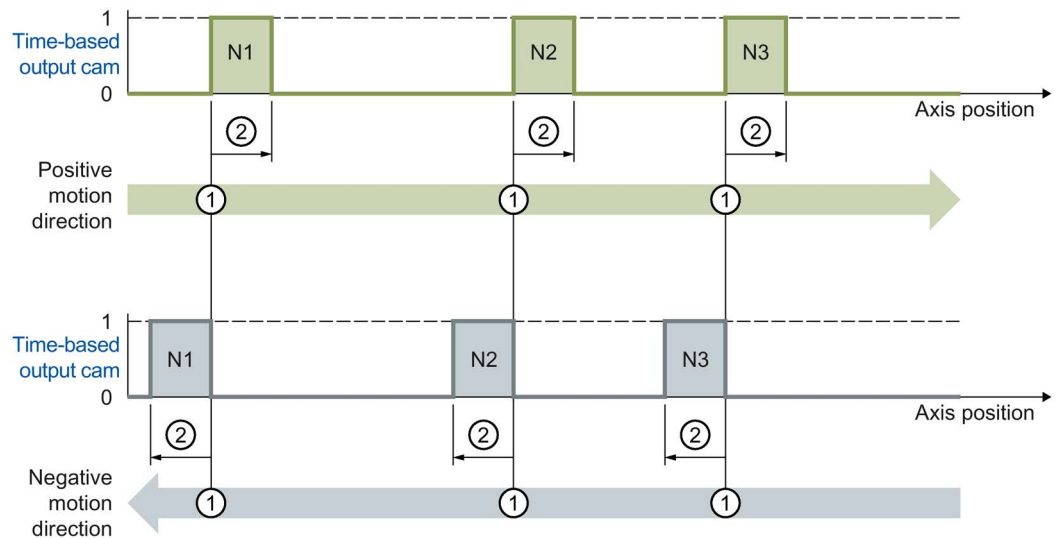 1
Time-based
output cam
0
N1
N2
N3
Axis position
2
2
2
Positive
motion
direction
1
1
1
1
Time-based
output cam
0
N1
N2
N3
Axis position
2
2
2
Negative
motion
direction
1
1
1